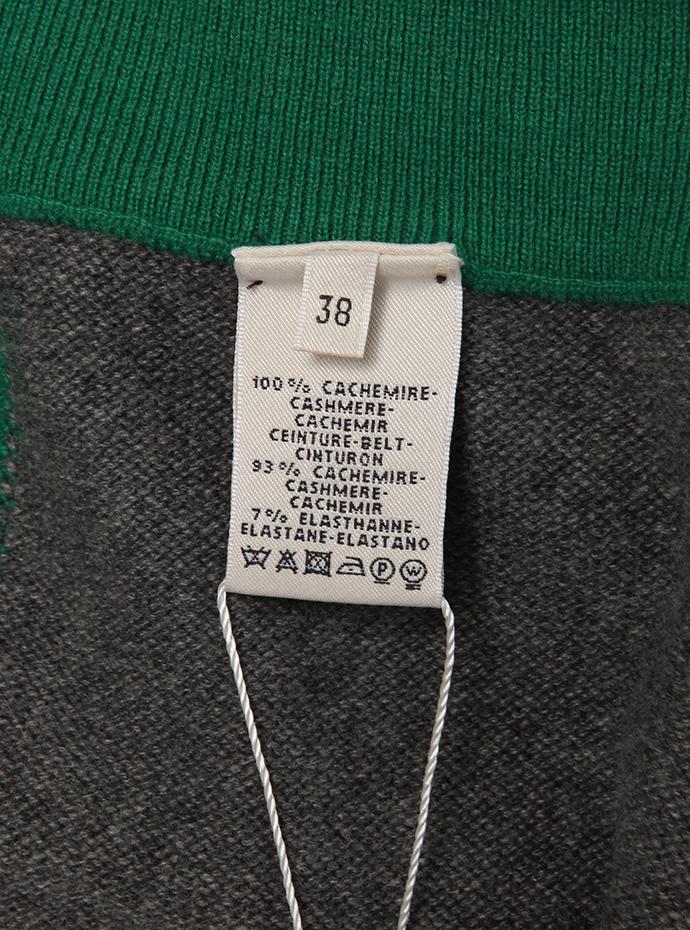 38
100% CACHEMIRE-
CASHMERE-
CACHEMIR
CEINTURE-BELT-
CINTURON
93% CACHEMIRE-
CASHMERE-
CACHEMIR
7% ELASTHANNE-
ELASTANE-ELASTANO
P W